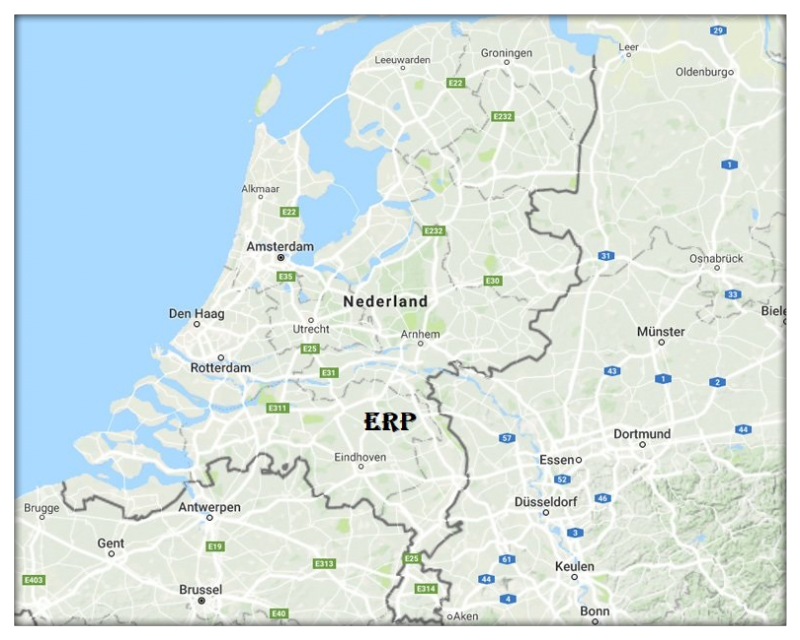 29
Leer
Groningen
Leeuwarden
Oldenburg
E22
E232
1
Alkmaar
E22
E232
Amsterdam
31
Osnabrück
E35
E30
33
Nederland
Den Haag
Biele
Utrecht
Münster
Arnhem
E25
Rotterdam
E31
43
1
2
E311
ERP
44
57
Dortmund
Eindhoven
Essen
52
46
Brugge
Antwerpen
Düsseldorf
3
Gent
E19
E25
61
E313
Keulen
E403
44
E314
Brussel
4
E40
Aken
Bonn